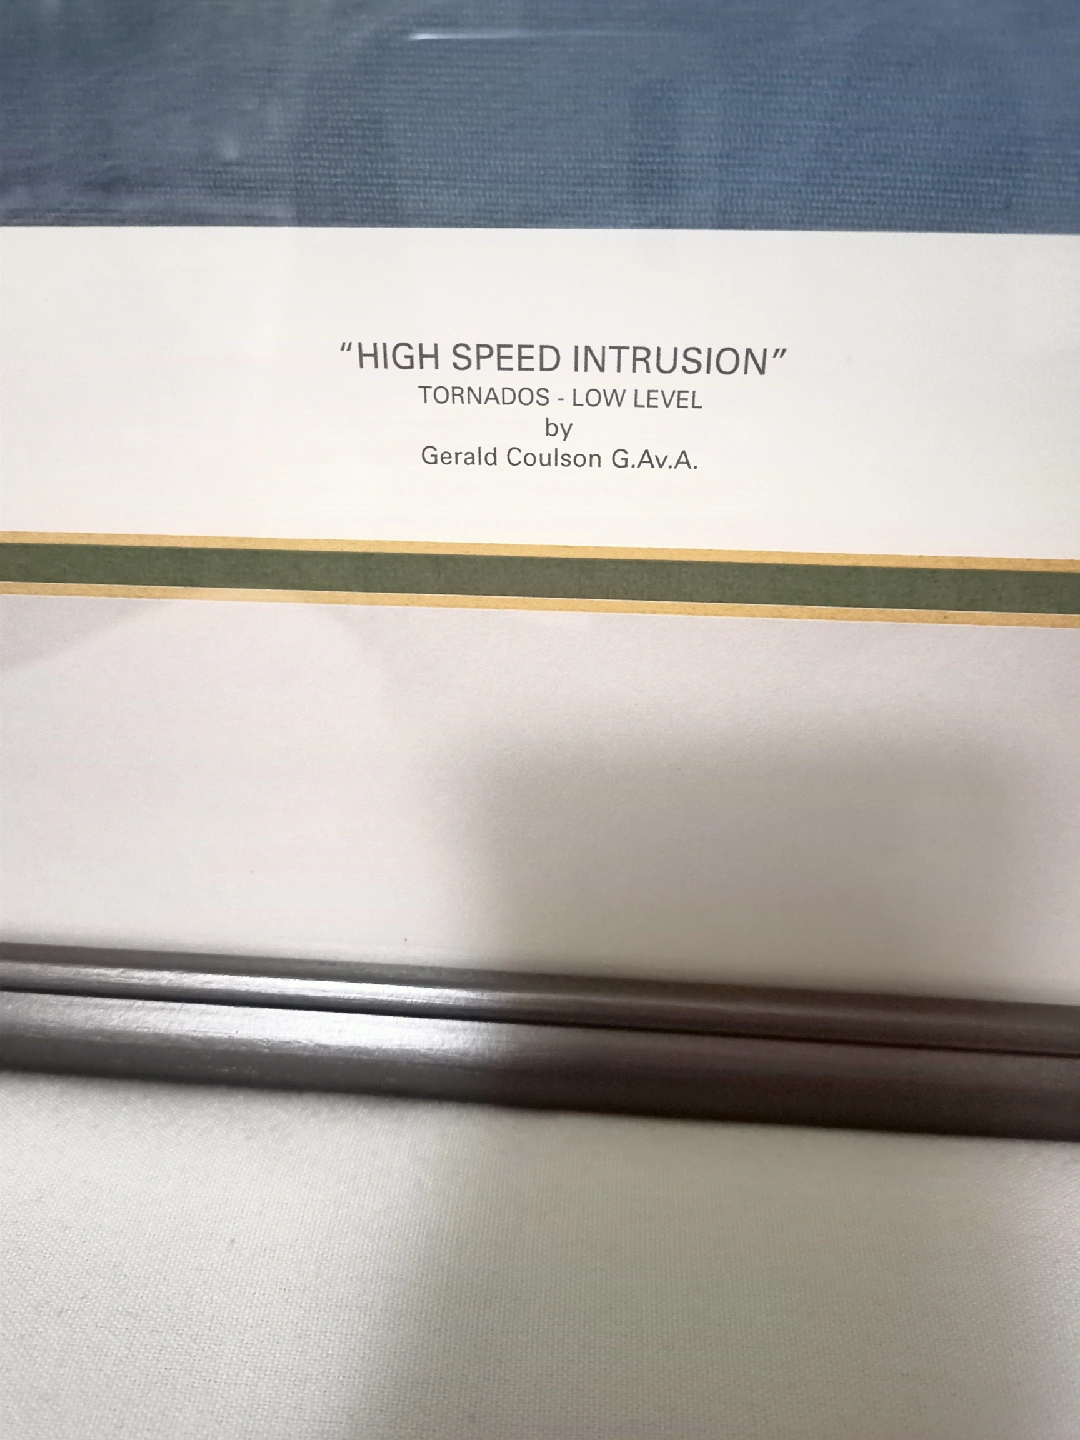 “HIGH SPEED INTRUSION”
TORNADOS - LOW LEVEL
by
Gerald Coulson G.Av.A.